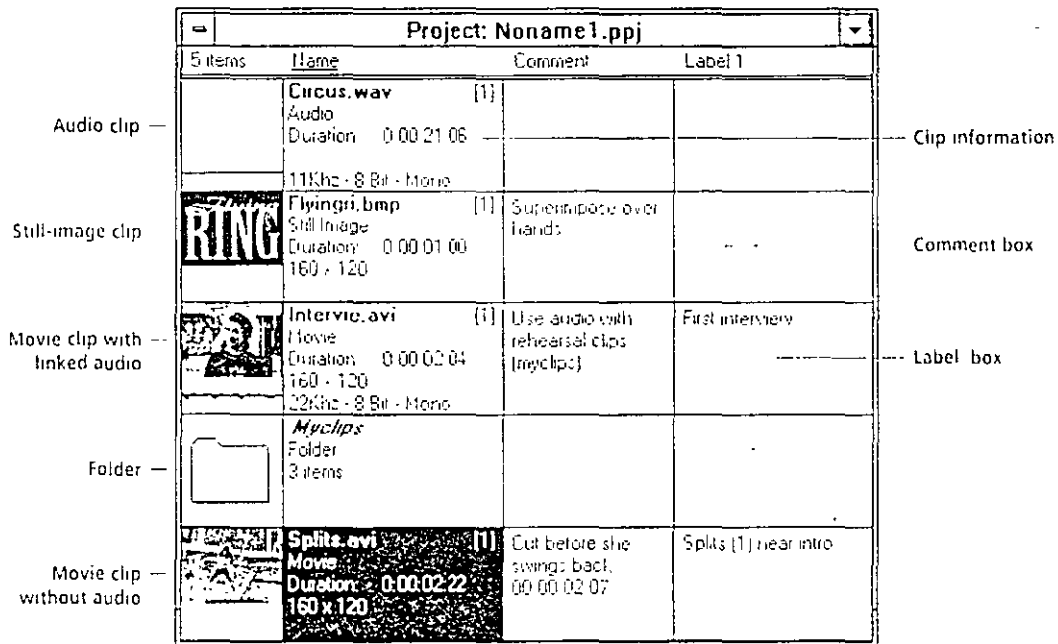 Project: Noname1.ppj
5 items Name Comment Label 1
Audio clip
Circus.wav [1]
Audio
Duration: 0:00:21:06
11Khz - 8 Bit - Mono
Clip information
Still-image clip
RING
Flyingri.bmp [1]
Still Image
Duration: 0:00:01:00
160 x 120
Superimpose over
hands
Comment box
Movie clip with
linked audio
Intervie.avi [1]
Movie
Duration: 0:00:02:04
160 x 120
22Khz - 8 Bit - Mono
Use audio with
rehearsal clips
(myclips)
First interview
Label box
Folder
Myclips
Folder
3 items
Movie clip
without audio
Splits.avi [1]
Movie
Duration: 0:00:02:22
160 x 120
Cut before she
swings back,
00:00:02:07
Splits (1) near intro